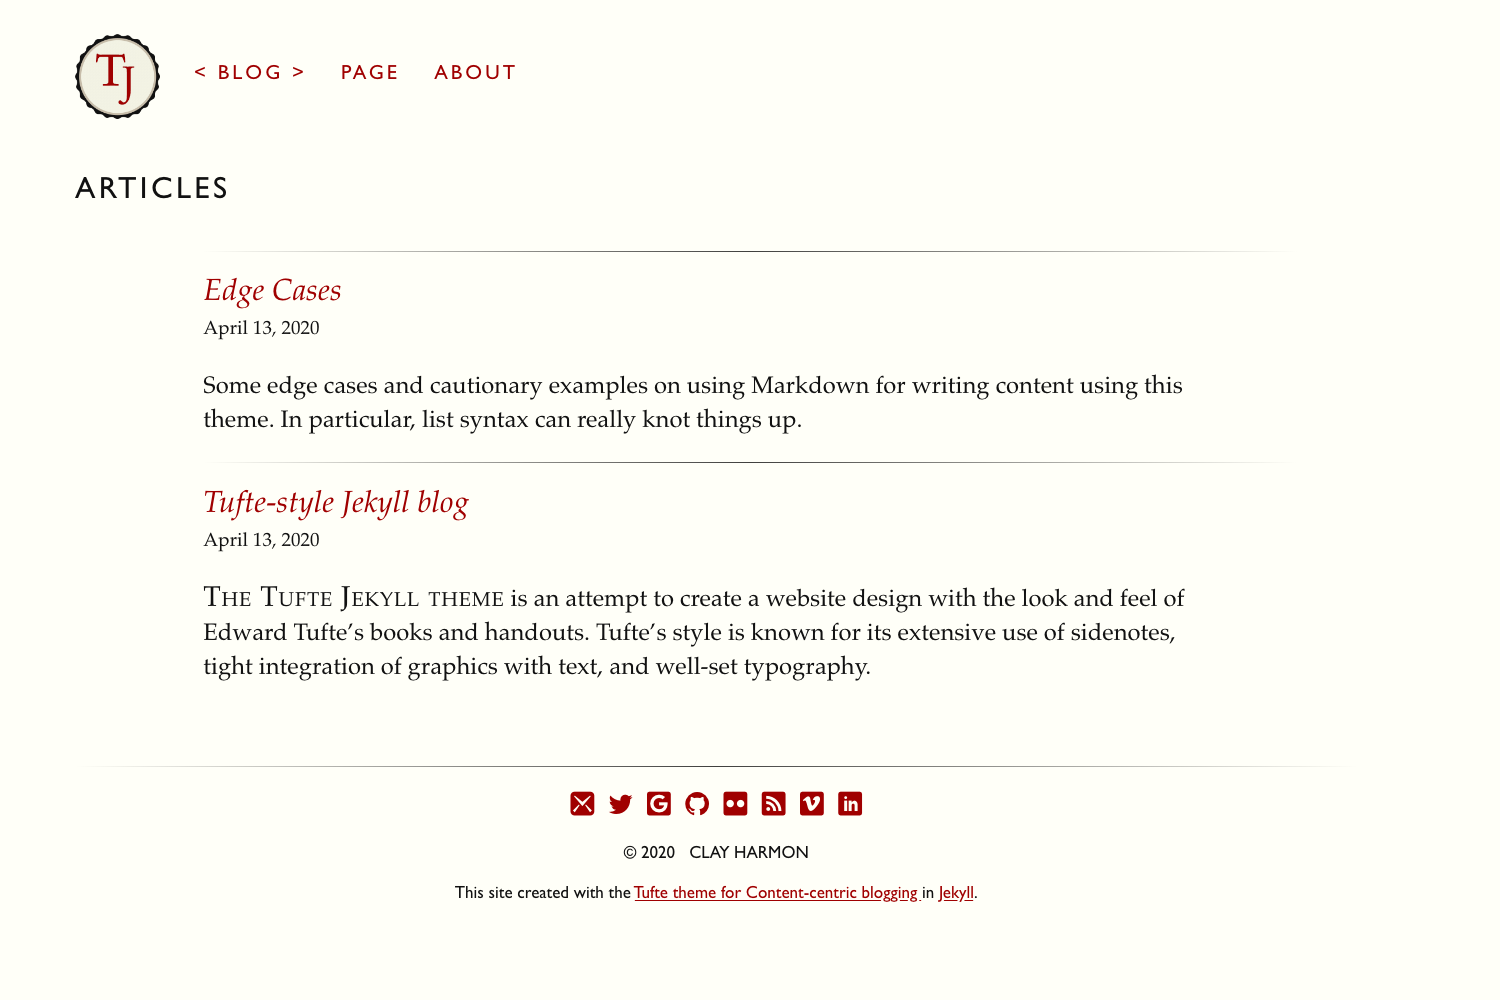 TJ
< BLOG > PAGE ABOUT
ARTICLES
Edge Cases
April 13, 2020
Some edge cases and cautionary examples on using Markdown for writing content using this
theme. In particular, list syntax can really knot things up.
Tufte-style Jekyll blog
April 13, 2020
The Tufte Jekyll theme is an attempt to create a website design with the look and feel of
Edward Tufte’s books and handouts. Tufte’s style is known for its extensive use of sidenotes,
tight integration of graphics with text, and well-set typography.
© 2020 CLAY HARMON
This site created with the Tufte theme for Content-centric blogging in Jekyll.